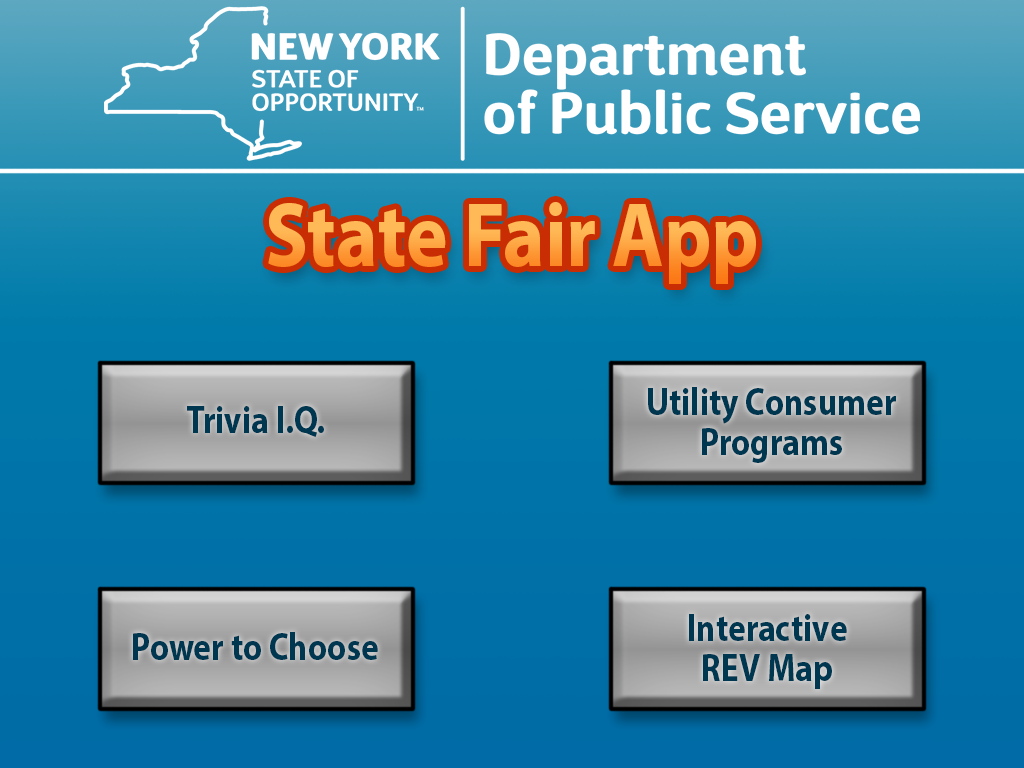 NEW YORK
STATE OF
OPPORTUNITY™
Department
of Public Service
State Fair App
Trivia I.Q.
Utility Consumer
Programs
Power to Choose
Interactive
REV Map